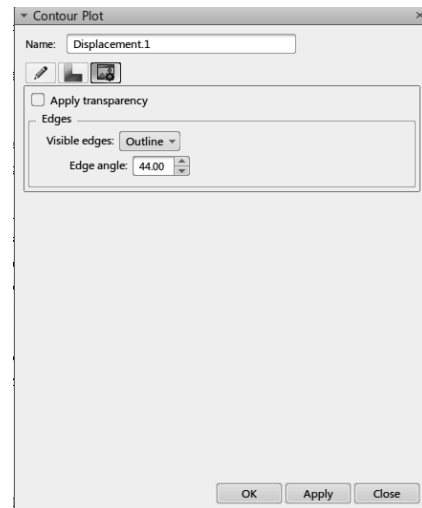 Contour Plot
Name: Displacement.1
Apply transparency
Edges
Visible edges: Outline
Edge angle: 44.00
OK Apply Close